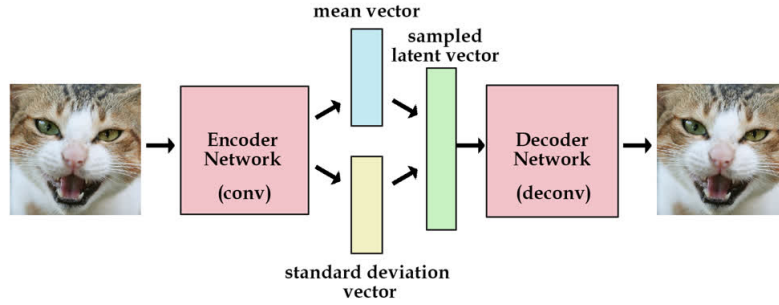 mean vector
sampled
latent vector
Encoder
Network
(conv)
Decoder
Network
(deconv)
standard deviation
vector